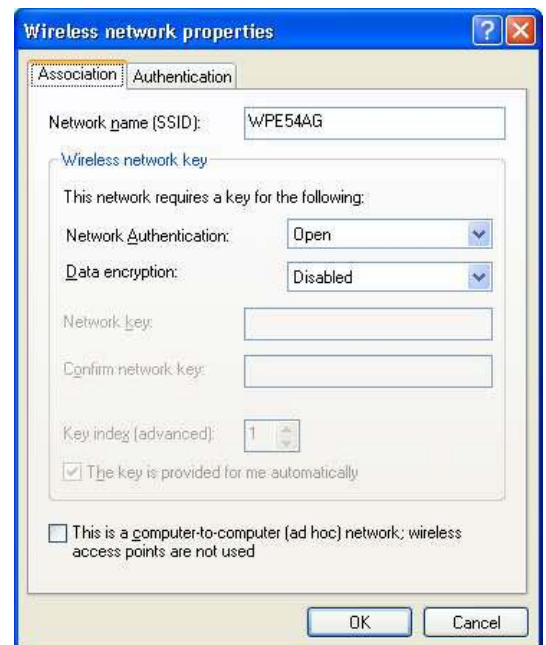 Wireless network properties
Association
Authentication
Network name (SSID): WPE54AG
Wireless network key
This network requires a key for the following:
Network Authentication: Open
Data encryption: Disabled
Network key:
Confirm network key:
Key index (advanced): 1
The key is provided for me automatically
This is a computer-to-computer (ad hoc) network; wireless
access points are not used
OK
Cancel